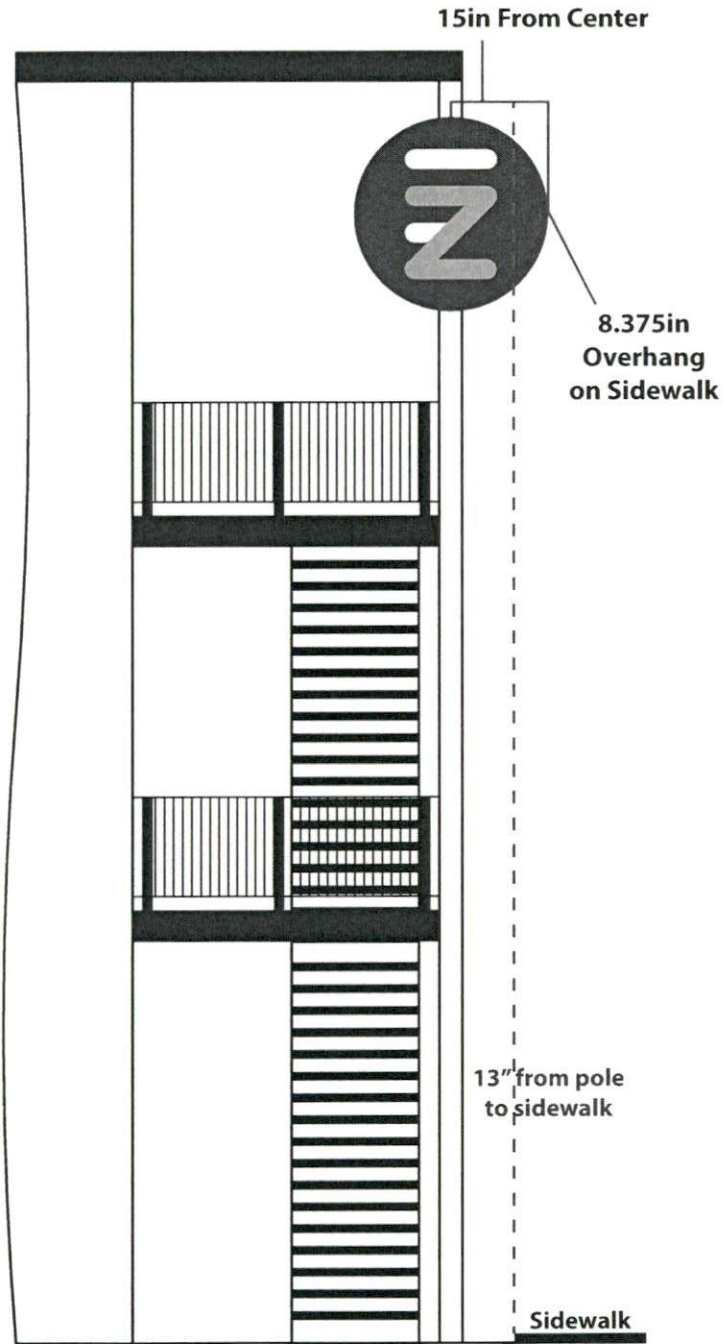 15in From Center
8.375in
Overhang
on Sidewalk
13" from pole
to sidewalk
Sidewalk